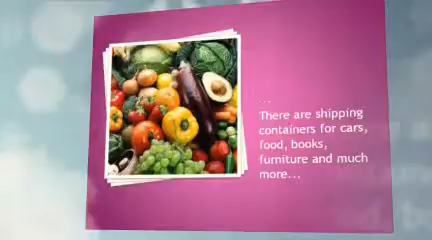 ...
There are shipping
containers for cars,
food, books,
furniture and much
more...